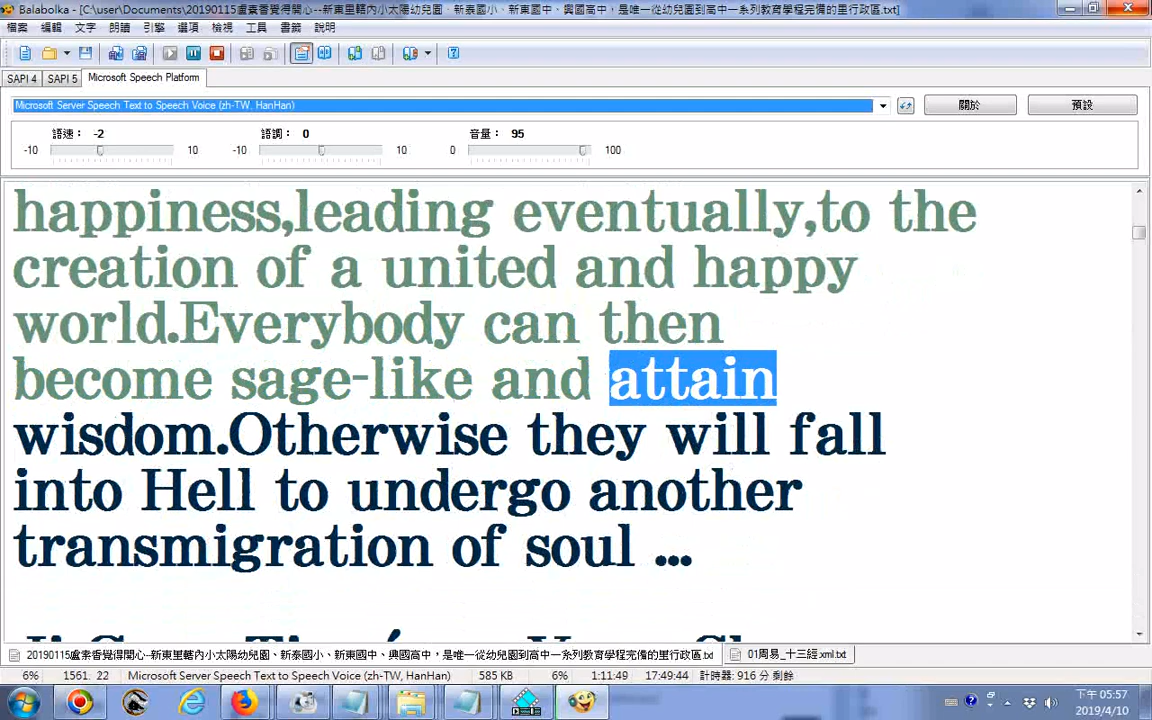 Balabolka - [C:\user\Documents\20190115盧素香覺得開心--新東里轄內小太陽幼兒園、新泰國小、新東國中、興國高中，是唯一從幼兒園到高中一系列教育學程完備的里行政區.txt]
檔案 編輯 文字 朗讀 引擎 選項 檢視 工具 書籤 說明
SAPI 4 SAPI 5 Microsoft Speech Platform
Microsoft Server Speech Text to Speech Voice (zh-TW, HanHan) 關於 預設
語速： -2 語調： 0 音量： 95
-10 10 -10 10 0 100
happiness,leading eventually,to the
creation of a united and happy
world.Everybody can then
become sage-like and attain
wisdom.Otherwise they will fall
into Hell to undergo another
transmigration of soul ...
20190115盧素香覺得開心--新東里轄內小太陽幼兒園、新泰國小、新東國中、興國高中，是唯一從幼兒園到高中一系列教育學程完備的里行政區.txt 01周易_十三經.xml.txt
6% 1561: 22 Microsoft Server Speech Text to Speech Voice (zh-TW, HanHan) 585 KB 6% 1:11:49 17:49:44 計時器: 916 分 剩餘
下午 05:57
2019/4/10